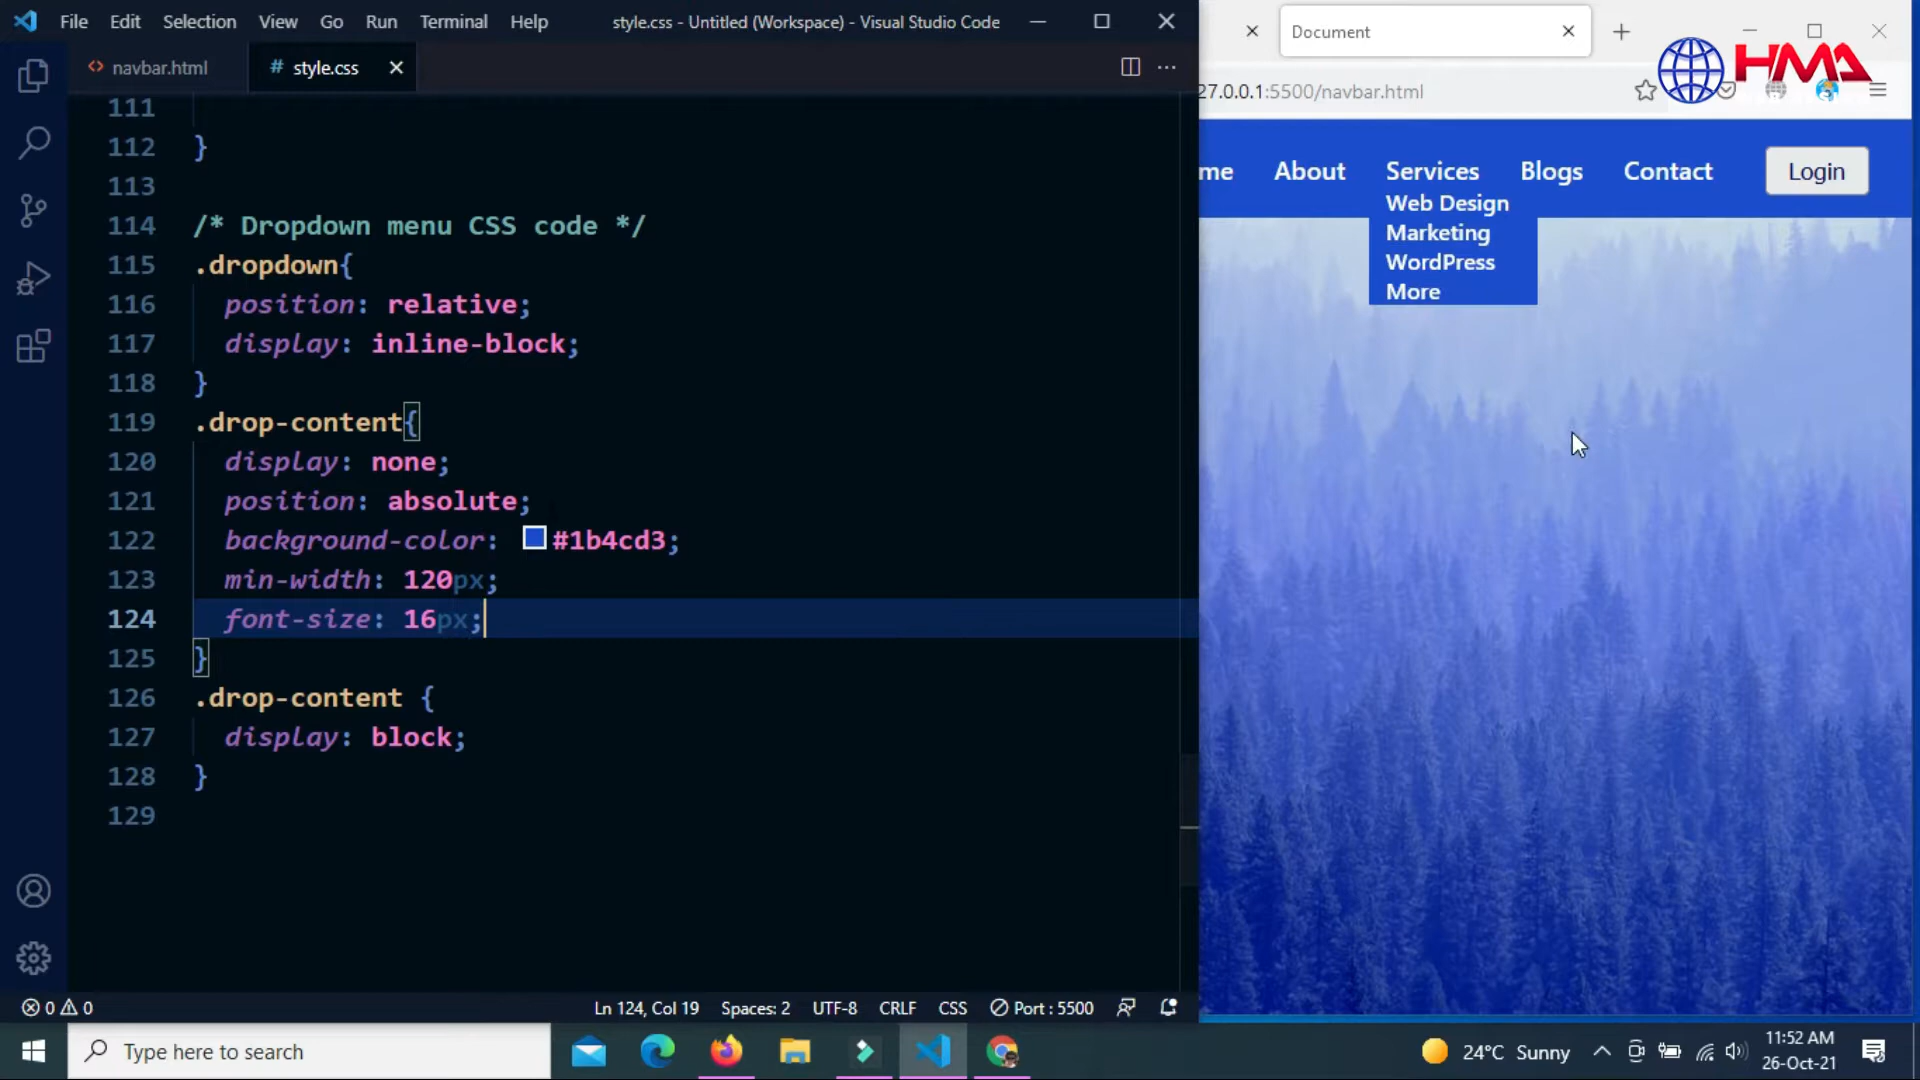 File Edit Selection View Go Run Terminal Help style.css - Untitled (Workspace) - Visual Studio Code
navbar.html
style.css
111
112 }
113
114 /* Dropdown menu CSS code */
115 .dropdown{
116 position: relative;
117 display: inline-block;
118 }
119 .drop-content{
120 display: none;
121 position: absolute;
122 background-color: #1b4cd3;
123 min-width: 120px;
124 font-size: 16px;
125 }
126 .drop-content {
127 display: block;
128 }
129
0 0 Ln 124, Col 19 Spaces: 2 UTF-8 CRLF CSS Port : 5500
Document
HMA
27.0.0.1:5500/navbar.html
me About Services Blogs Contact Login
Web Design
Marketing
WordPress
More
Type here to search
24°C Sunny
11:52 AM
26-Oct-21